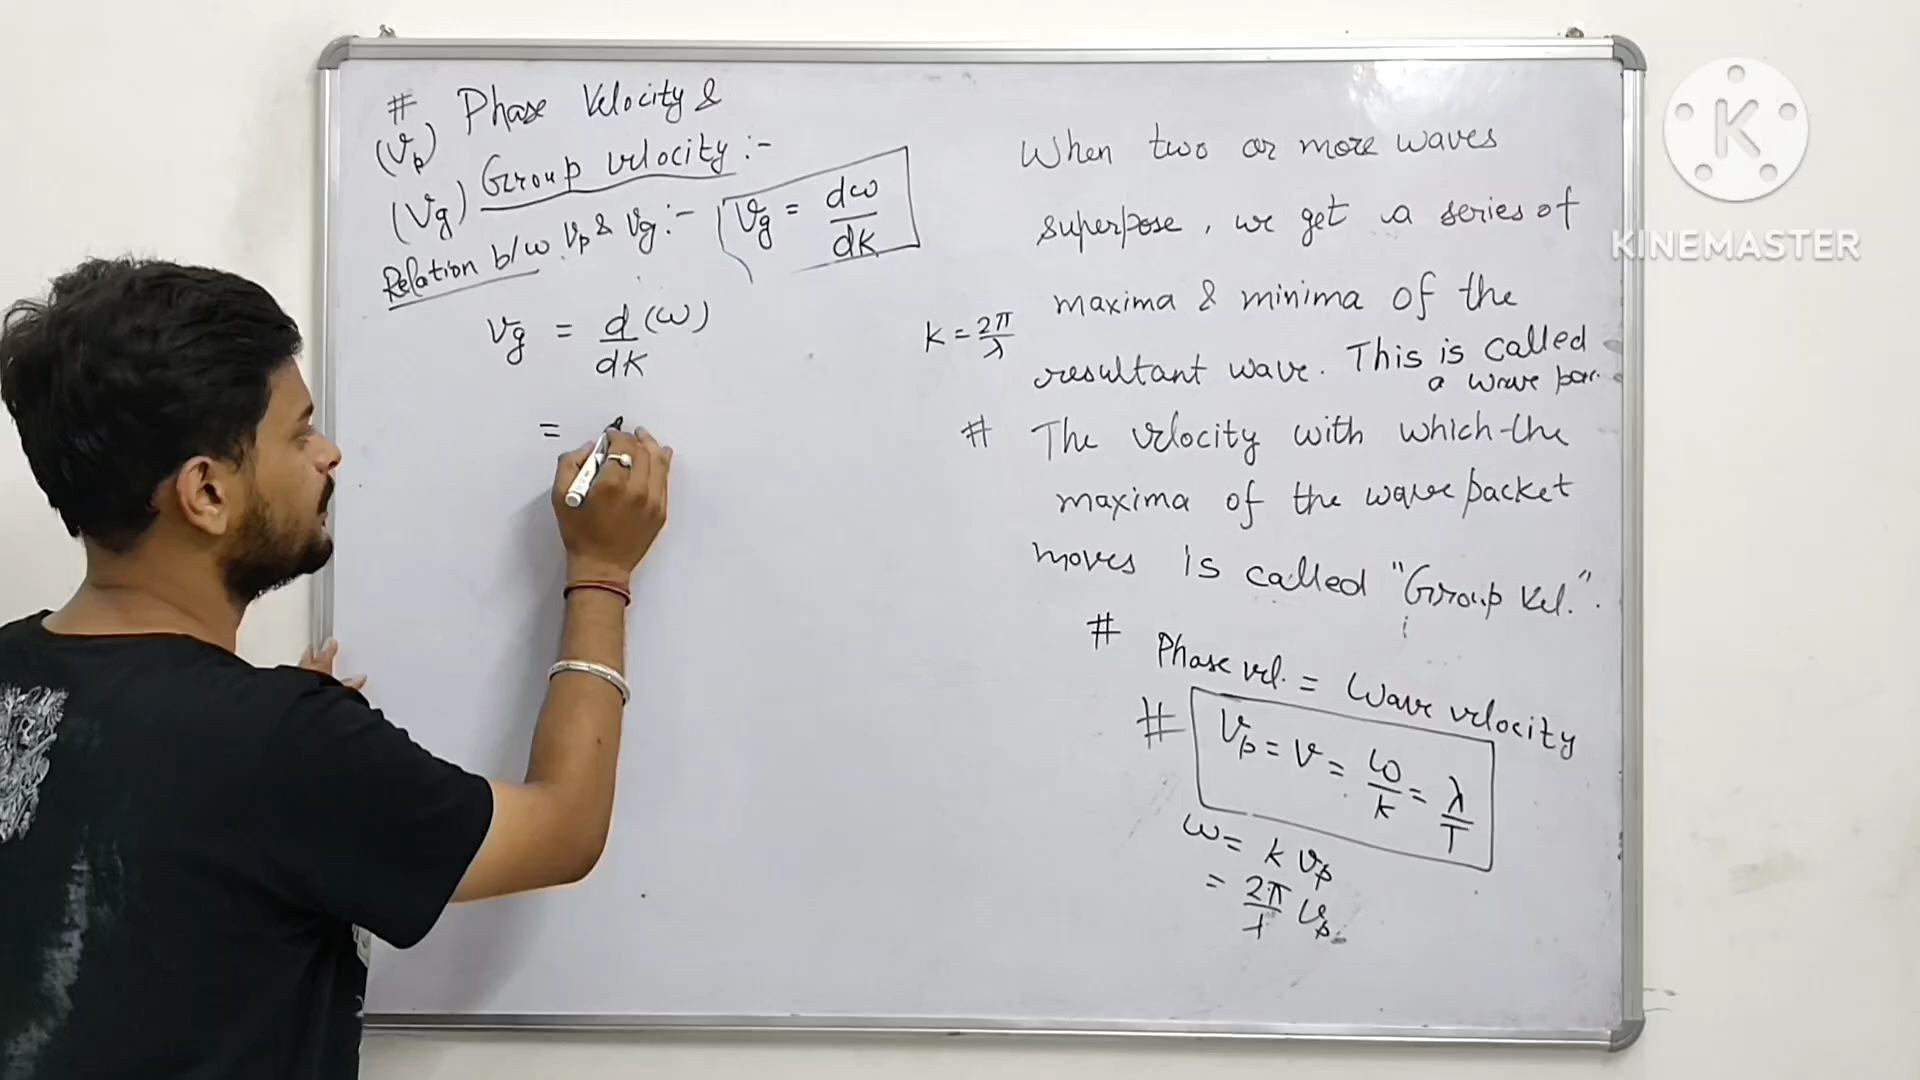 # Phase Velocity &
(Vp)
(Vg) Group velocity :-
Relation b/w Vp & Vg :- Vg = dω/dK
Vg = d/dK (ω)
=
When two or more waves
superpose, we get a series of
maxima & minima of the
K = 2π/λ
resultant wave. This is called
a wave pac.
# The velocity with which the
maxima of the wave packet
moves is called "Group Vel.".
# Phase vel. = Wave velocity
# Vp = V = ω/k = λ/T
ω = k Vp
= 2π/λ Vp
K
KINEMASTER